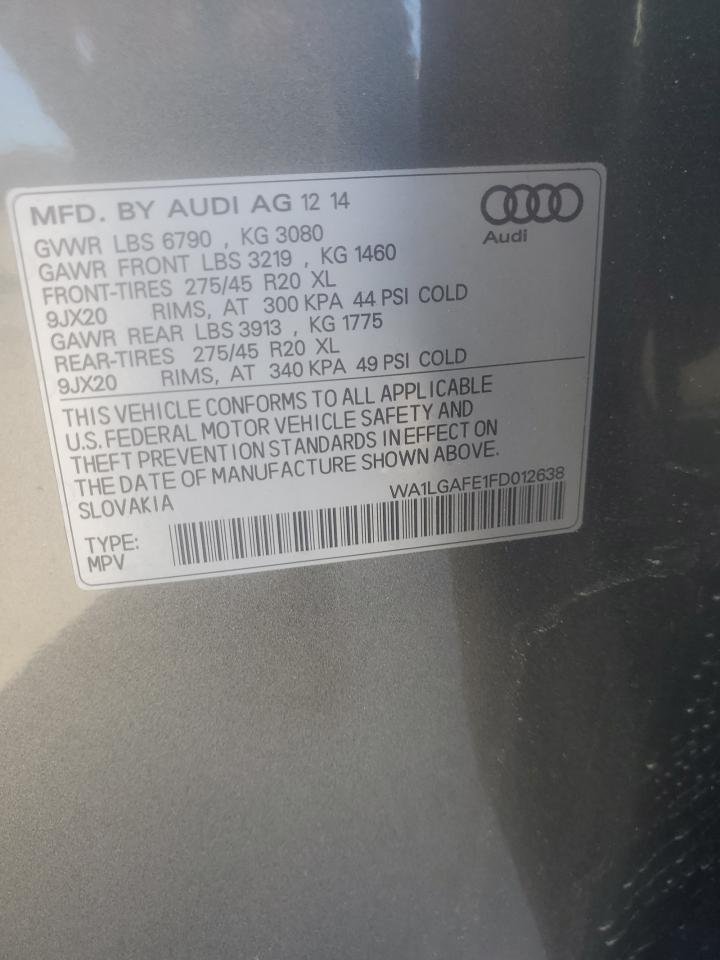 MFD. BY AUDI AG 12 14
Audi
GVWR LBS 6790 , KG 3080
GAWR FRONT LBS 3219 , KG 1460
FRONT-TIRES 275/45 R20 XL
9JX20 RIMS, AT 300 KPA 44 PSI COLD
GAWR REAR LBS 3913 , KG 1775
REAR-TIRES 275/45 R20 XL
9JX20 RIMS, AT 340 KPA 49 PSI COLD
THIS VEHICLE CONFORMS TO ALL APPLICABLE
U.S. FEDERAL MOTOR VEHICLE SAFETY AND
THEFT PREVENTION STANDARDS IN EFFECT ON
THE DATE OF MANUFACTURE SHOWN ABOVE.
SLOVAKIA
WA1LGAFE1FD012638
TYPE:
MPV